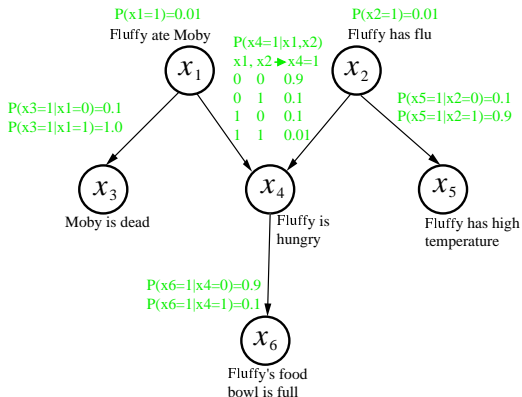 P(x1=1)=0.01
Fluffy ate Moby
P(x2=1)=0.01
Fluffy has flu
P(x4=1|x1,x2)
x1, x2 → x4=1
0 0 0.9
0 1 0.1
1 0 0.1
1 1 0.01
x1
x2
P(x3=1|x1=0)=0.1
P(x3=1|x1=1)=1.0
P(x5=1|x2=0)=0.1
P(x5=1|x2=1)=0.9
x3
Moby is dead
x4
Fluffy is
hungry
x5
Fluffy has high
temperature
P(x6=1|x4=0)=0.9
P(x6=1|x4=1)=0.1
x6
Fluffy's food
bowl is full